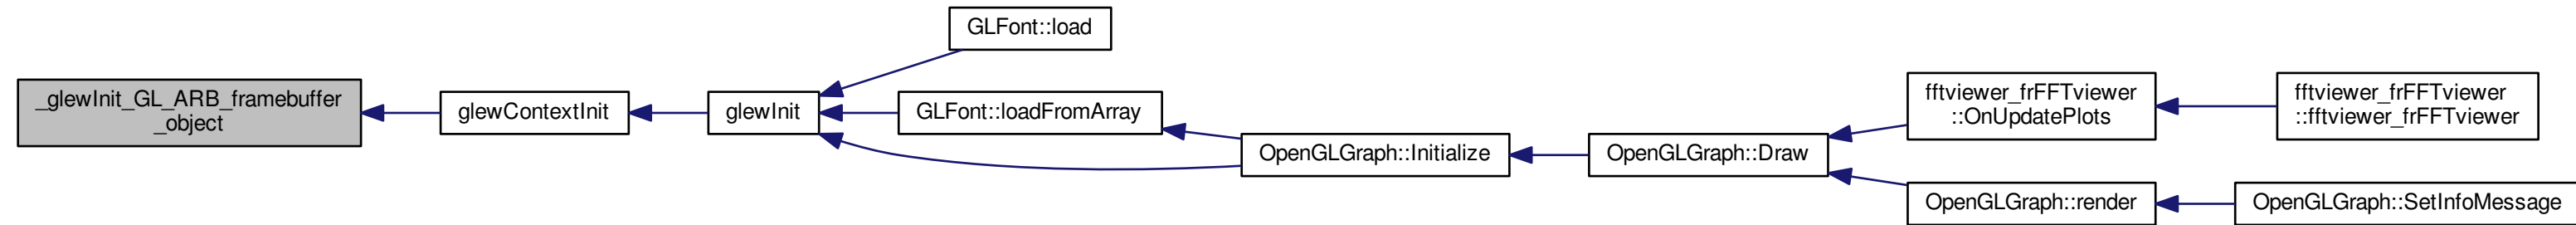 _glewInit_GL_ARB_framebuffer
_object
glewContextInit
glewInit
GLFont::load
GLFont::loadFromArray
OpenGLGraph::Initialize
OpenGLGraph::Draw
fftviewer_frFFTviewer
::OnUpdatePlots
fftviewer_frFFTviewer
::fftviewer_frFFTviewer
OpenGLGraph::render
OpenGLGraph::SetInfoMessage